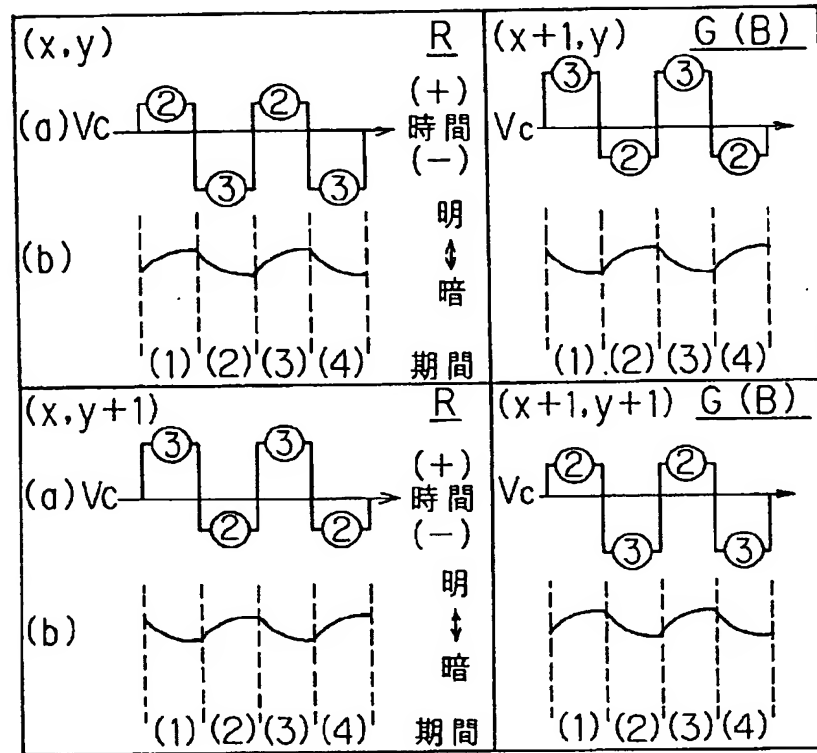 (x,y) R
② ② (+)
(a) Vc 時間
③ ③ (−)
明
(b) ↕
暗
(1) (2) (3) (4) 期間
(x+1,y) G (B)
③ ③
Vc
② ②
(1) (2) (3) (4)
(x,y+1) R
③ ③ (+)
(a) Vc 時間
② ② (−)
明
(b) ↕
暗
(1) (2) (3) (4) 期間
(x+1,y+1) G (B)
② ②
Vc
③ ③
(1) (2) (3) (4)